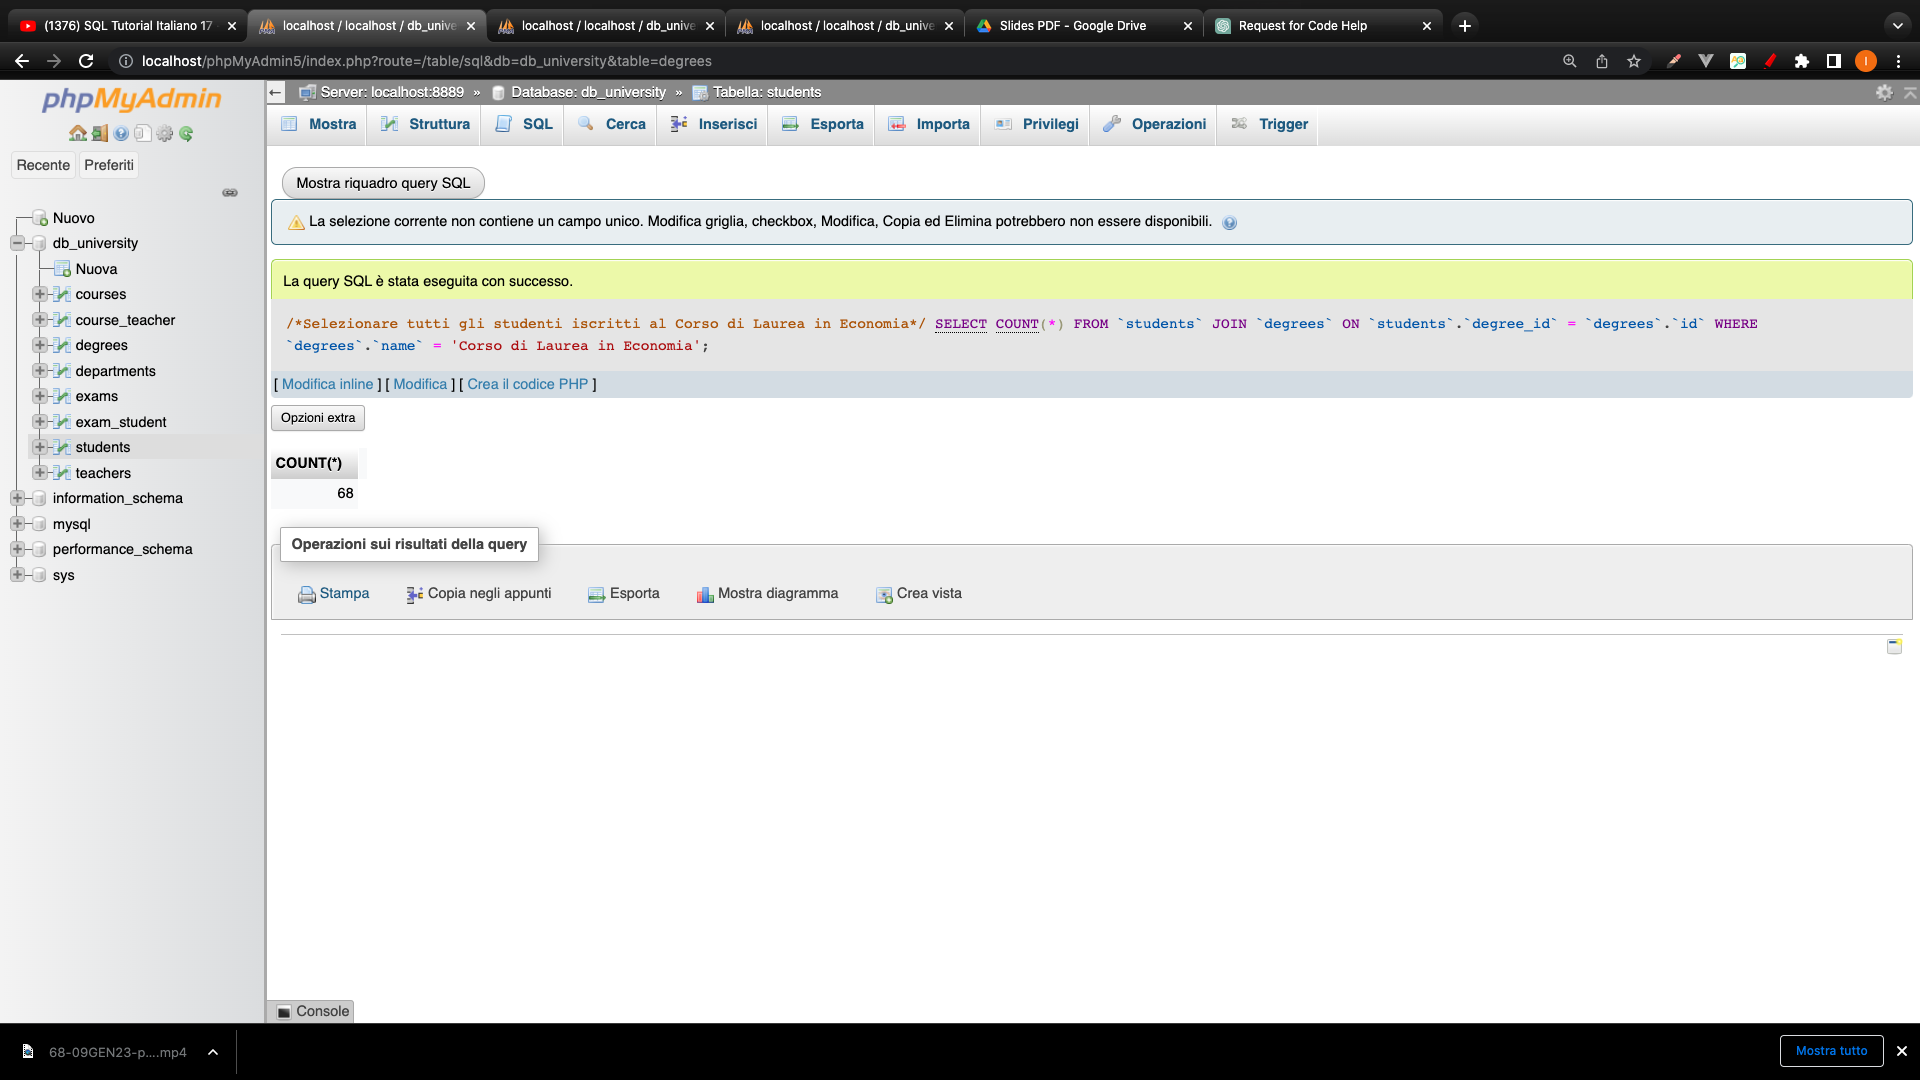 (1376) SQL Tutorial Italiano 17
localhost / localhost / db_unive
localhost / localhost / db_unive
localhost / localhost / db_unive
Slides PDF - Google Drive
Request for Code Help
localhost/phpMyAdmin5/index.php?route=/table/sql&db=db_university&table=degrees
I
phpMyAdmin
Recente
Preferiti
Nuovo
db_university
Nuova
courses
course_teacher
degrees
departments
exams
exam_student
students
teachers
information_schema
mysql
performance_schema
sys
Server: localhost:8889 » Database: db_university » Tabella: students
Mostra
Struttura
SQL
Cerca
Inserisci
Esporta
Importa
Privilegi
Operazioni
Trigger
Mostra riquadro query SQL
La selezione corrente non contiene un campo unico. Modifica griglia, checkbox, Modifica, Copia ed Elimina potrebbero non essere disponibili.
La query SQL è stata eseguita con successo.
/*Selezionare tutti gli studenti iscritti al Corso di Laurea in Economia*/ SELECT COUNT(*) FROM `students` JOIN `degrees` ON `students`.`degree_id` = `degrees`.`id` WHERE
`degrees`.`name` = 'Corso di Laurea in Economia';
[ Modifica inline ] [ Modifica ] [ Crea il codice PHP ]
Opzioni extra
COUNT(*)
68
Operazioni sui risultati della query
Stampa
Copia negli appunti
Esporta
Mostra diagramma
Crea vista
Console
68-09GEN23-p....mp4
Mostra tutto